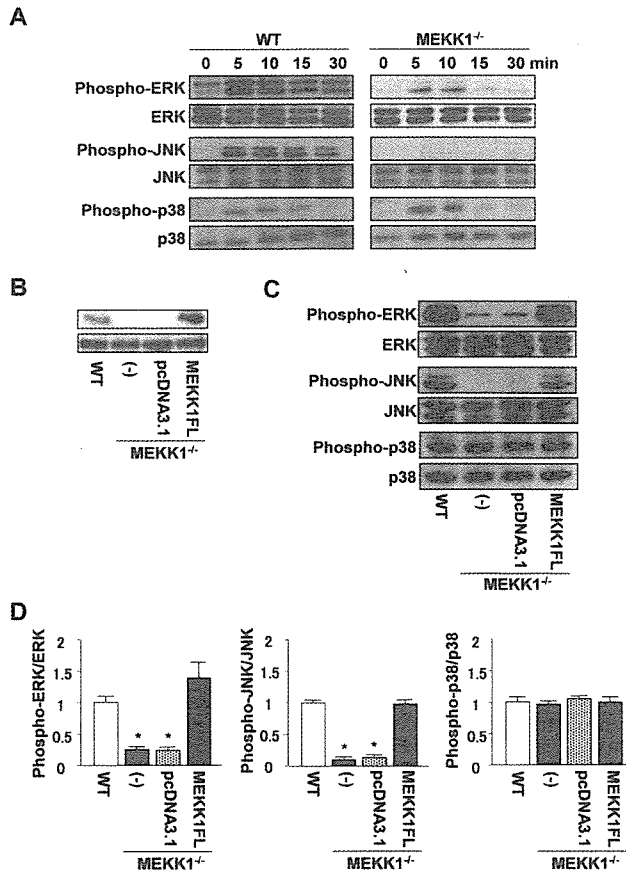 A
WT MEKK1-/-
0 5 10 15 30 0 5 10 15 30 min
Phospho-ERK
ERK
Phospho-JNK
JNK
Phospho-p38
p38
B
WT
(-)
pcDNA3.1
MEKK1FL
MEKK1-/-
C
Phospho-ERK
ERK
Phospho-JNK
JNK
Phospho-p38
p38
WT
(-)
pcDNA3.1
MEKK1FL
MEKK1-/-
D
Phospho-ERK/ERK
2
1.5
1
0.5
0
* *
WT
(-)
pcDNA3.1
MEKK1FL
MEKK1-/-
Phospho-JNK/JNK
2
1.5
1
0.5
0
* *
WT
(-)
pcDNA3.1
MEKK1FL
MEKK1-/-
Phospho-p38/p38
2
1.5
1
0.5
0
WT
(-)
pcDNA3.1
MEKK1FL
MEKK1-/-